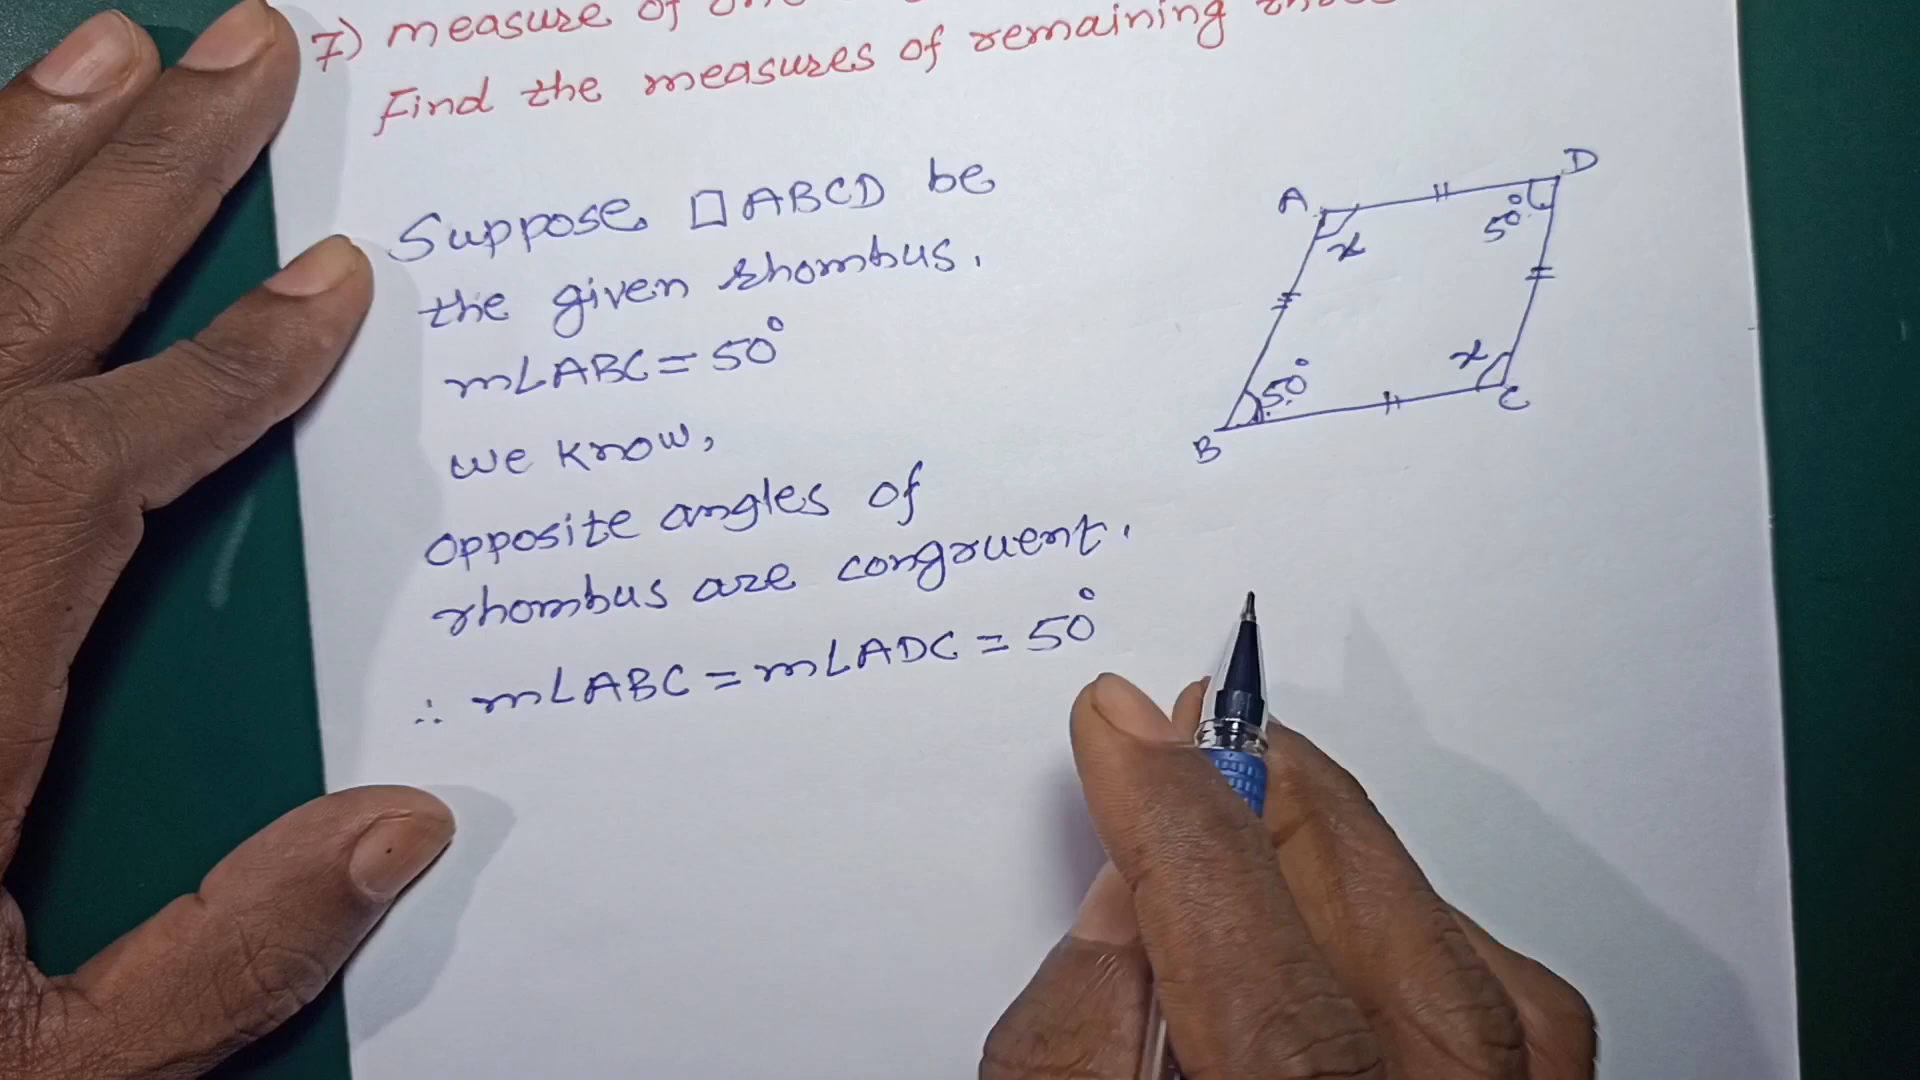 7) measure of
Find the measures of remaining
Suppose □ABCD be
the given rhombus.
m∠ABC = 50°
we know,
opposite angles of
rhombus are congruent.
∴ m∠ABC = m∠ADC = 50°
A
D
x
50°
50°
x
B
C